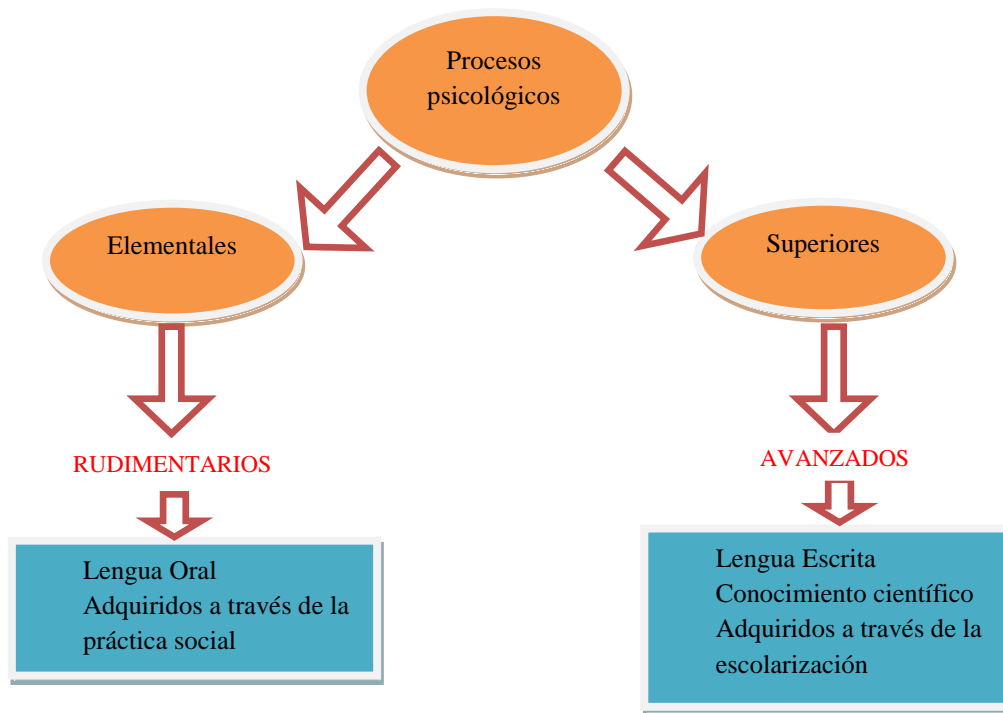 Procesos
psicológicos
Elementales
Superiores
RUDIMENTARIOS
AVANZADOS
Lengua Oral
Adquiridos a través de la
práctica social
Lengua Escrita
Conocimiento científico
Adquiridos a través de la
escolarización